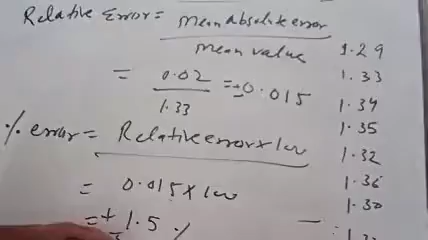 Relative Error = mean absolute error
mean value
= 0.02 / 1.33 = ±0.015
% error = Relative error x 100
= 0.015 x 100
= ± 1.5 %
1.29
1.33
1.34
1.35
1.32
1.36
1.30